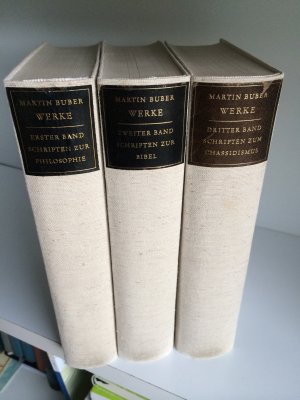 MARTIN BUBER
WERKE
ERSTER BAND
SCHRIFTEN ZUR
PHILOSOPHIE
MARTIN BUBER
WERKE
ZWEITER BAND
SCHRIFTEN ZUR
BIBEL
MARTIN BUBER
WERKE
DRITTER BAND
SCHRIFTEN ZUM
CHASSIDISMUS